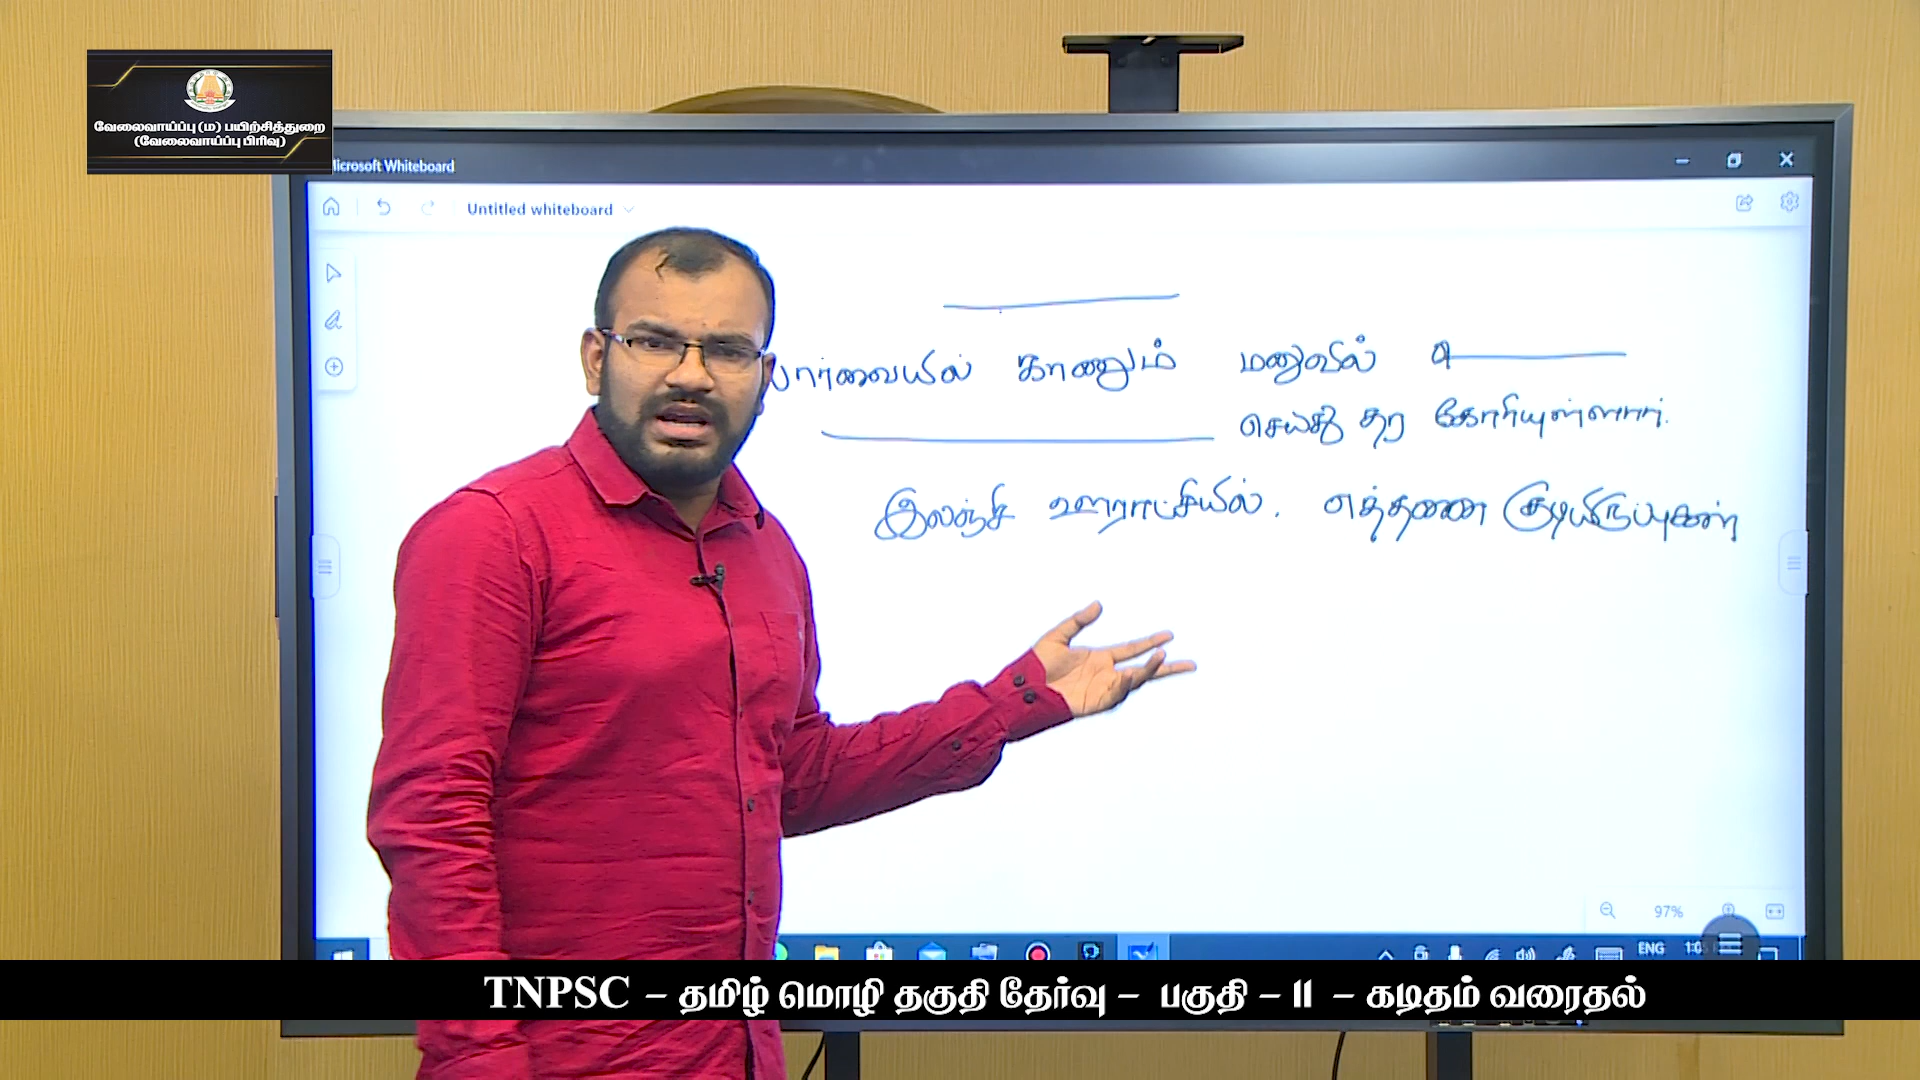 வேலைவாய்ப்பு (ம) பயிற்சித்துறை
(வேலைவாய்ப்பு பிரிவு)
Microsoft Whiteboard
Untitled whiteboard
பார்வையில் காணும் மனுவில்
செய்து தர கோரியுள்ளார்.
இலஞ்சி ஊராட்சியில். எத்தனை குடியிருப்புகள்
97%
ENG
TNPSC – தமிழ் மொழி தகுதி தேர்வு – பகுதி – II – கடிதம் வரைதல்